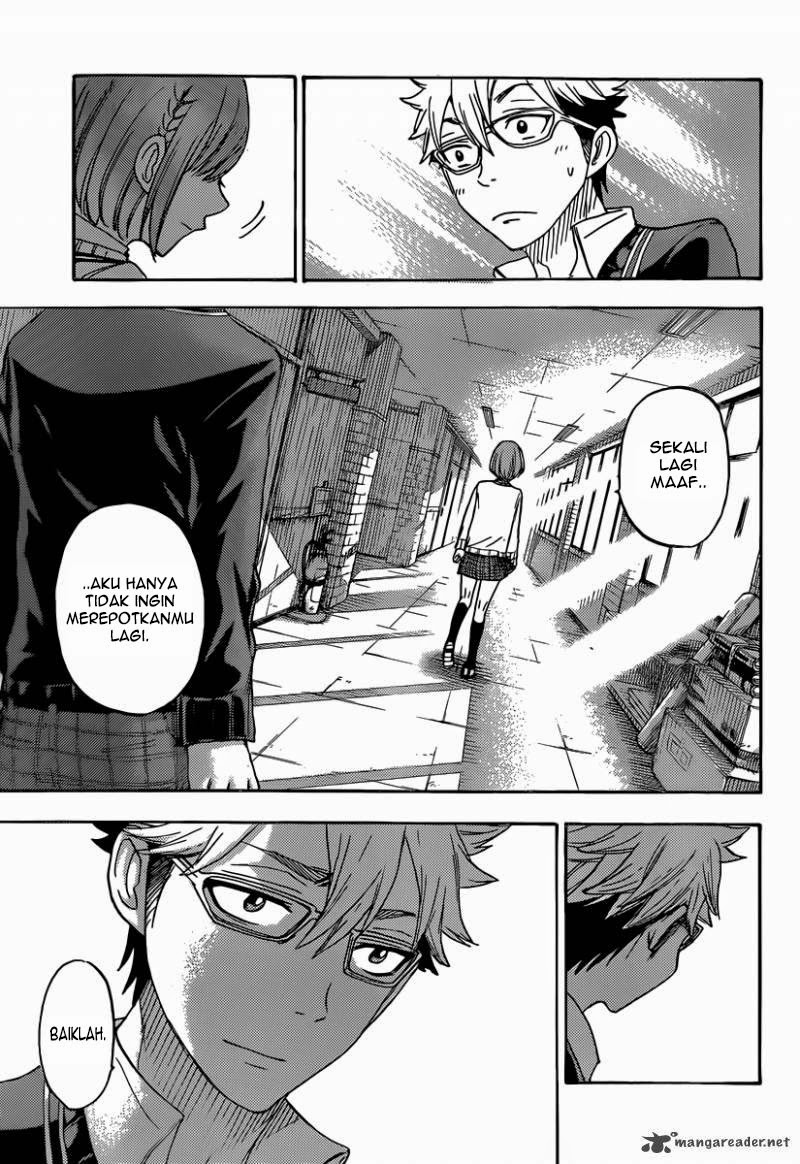 SEKALI
LAGI
MAAF..
..AKU HANYA
TIDAK INGIN
MEREPOTKANMU
LAGI.
BAIKLAH.
mangareader.net